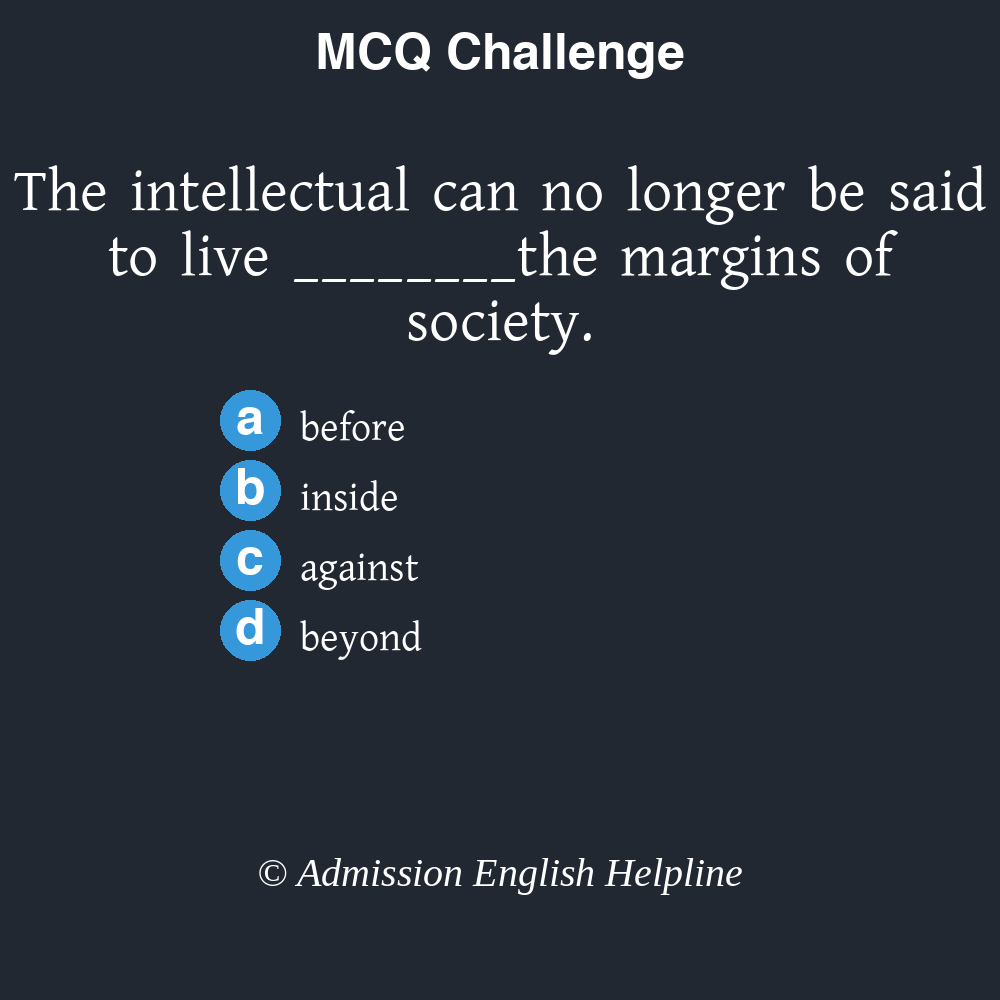 MCQ Challenge
The intellectual can no longer be said
to live ________the margins of
society.
a before
b inside
c against
d beyond
© Admission English Helpline